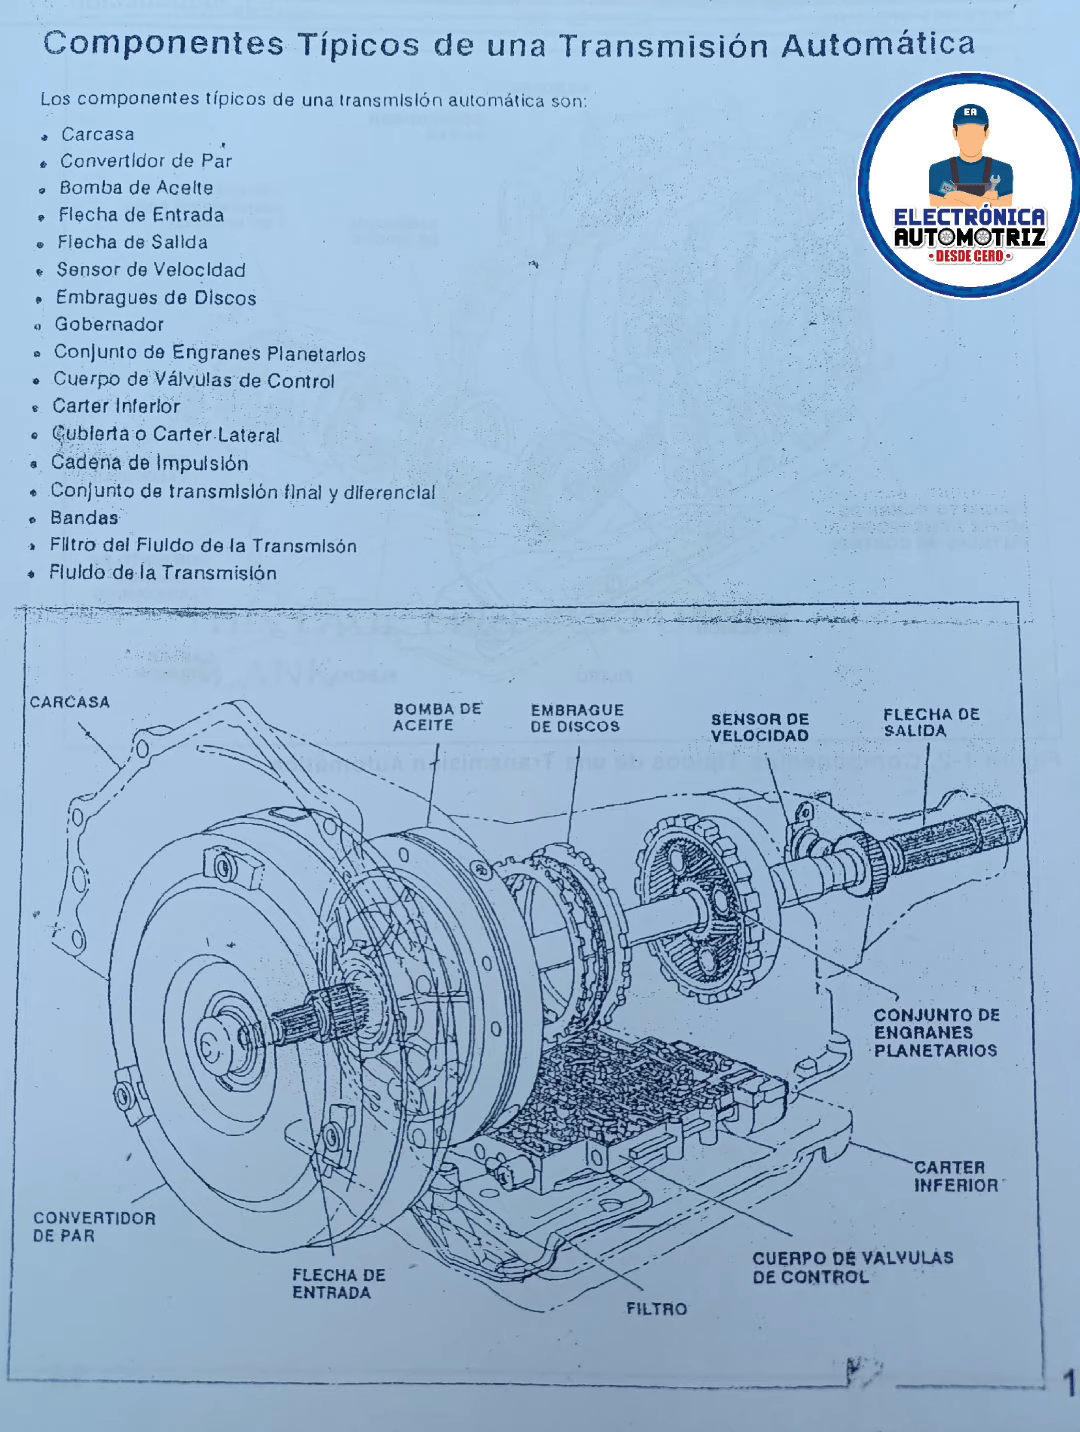 Componentes Típicos de una Transmisión Automática
Los componentes típicos de una transmisión automática son:
• Carcasa
• Convertidor de Par
• Bomba de Aceite
• Flecha de Entrada
• Flecha de Salida
• Sensor de Velocidad
• Embragues de Discos
• Gobernador
• Conjunto de Engranes Planetarios
• Cuerpo de Válvulas de Control
• Carter Inferior
• Cubierta o Carter Lateral
• Cadena de Impulsión
• Conjunto de transmisión final y diferencial
• Bandas
• Filtro del Fluido de la Transmisón
• Fluido de la Transmisión
EA
ELECTRÓNICA
AUTOMOTRIZ
• DESDE CERO •
CARCASA
BOMBA DE
ACEITE
EMBRAGUE
DE DISCOS
SENSOR DE
VELOCIDAD
FLECHA DE
SALIDA
CONJUNTO DE
ENGRANES
PLANETARIOS
CARTER
INFERIOR
CONVERTIDOR
DE PAR
FLECHA DE
ENTRADA
CUERPO DE VALVULAS
DE CONTROL
FILTRO
1